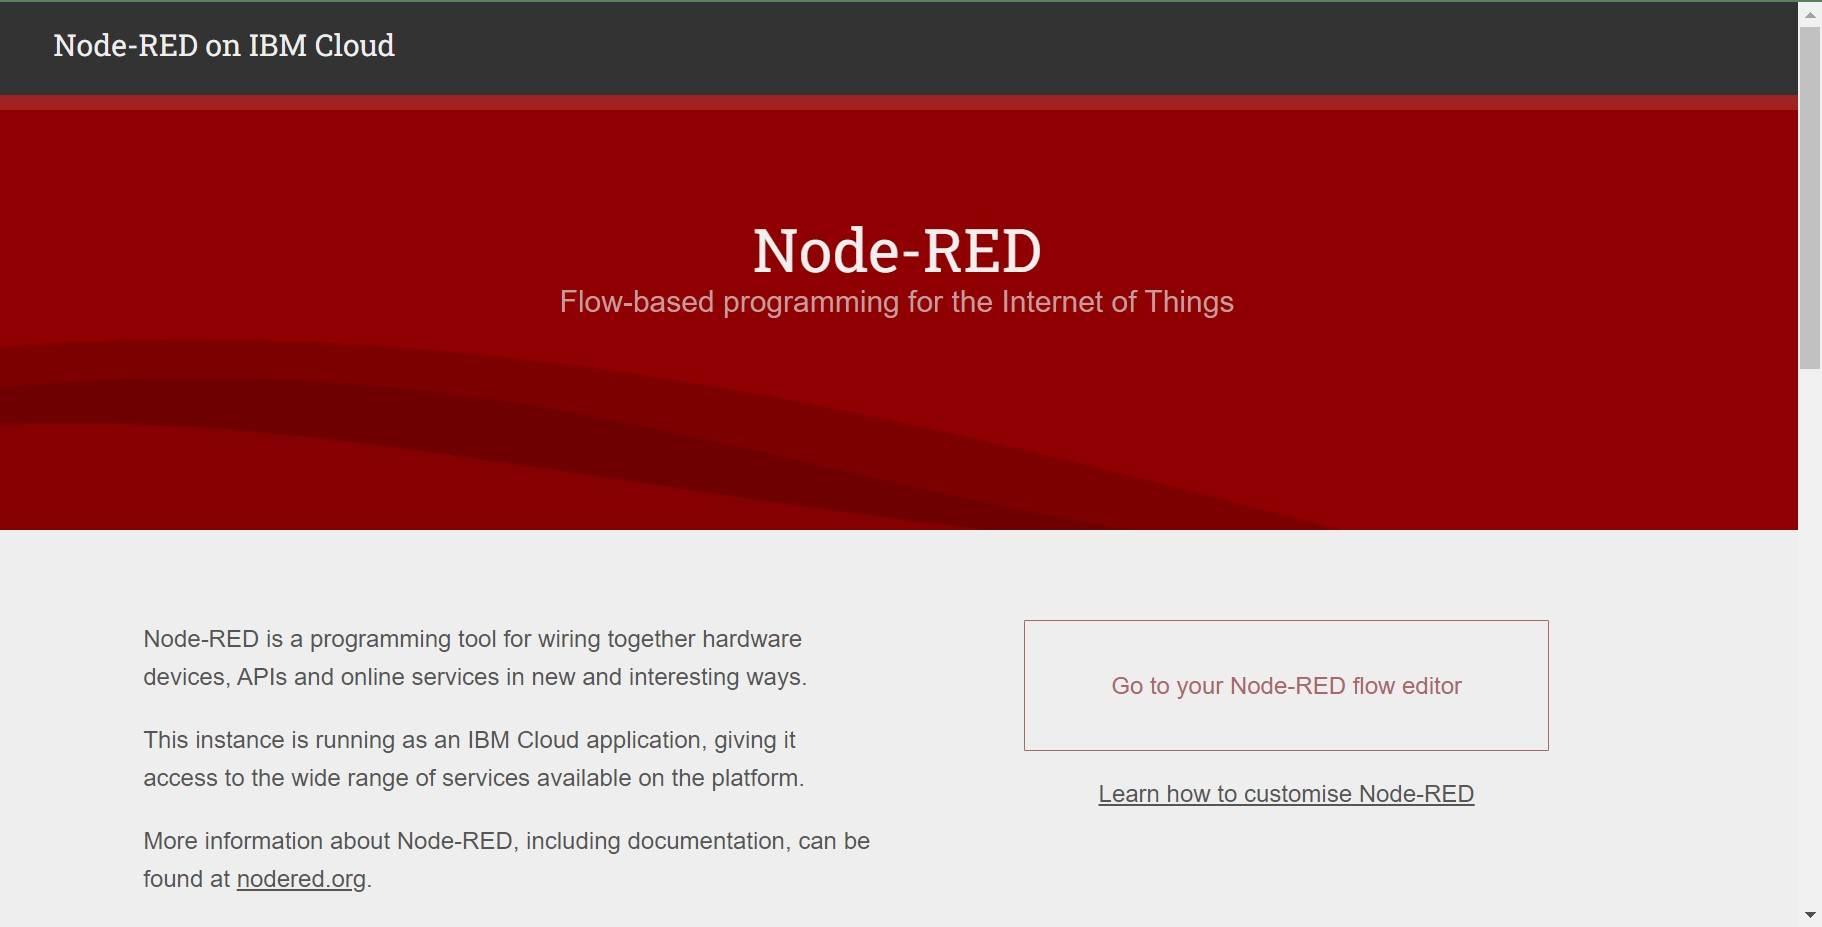 Node-RED on IBM Cloud
Node-RED
Flow-based programming for the Internet of Things
Node-RED is a programming tool for wiring together hardware
devices, APIs and online services in new and interesting ways.
This instance is running as an IBM Cloud application, giving it
access to the wide range of services available on the platform.
More information about Node-RED, including documentation, can be
found at nodered.org.
Go to your Node-RED flow editor
Learn how to customise Node-RED